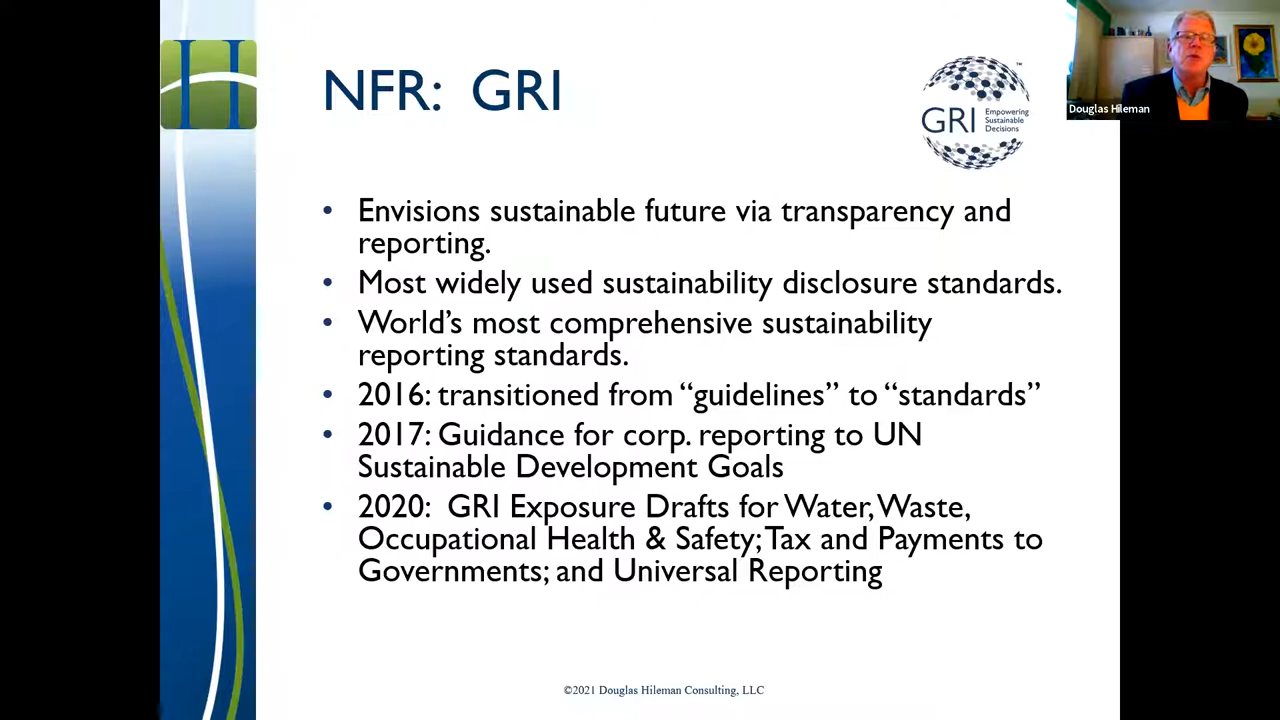 NFR: GRI
GRI Empowering
Sustainable
Decisions
™
Douglas Hileman
H
• Envisions sustainable future via transparency and
reporting.
• Most widely used sustainability disclosure standards.
• World’s most comprehensive sustainability
reporting standards.
• 2016: transitioned from “guidelines” to “standards”
• 2017: Guidance for corp. reporting to UN
Sustainable Development Goals
• 2020: GRI Exposure Drafts for Water, Waste,
Occupational Health & Safety; Tax and Payments to
Governments; and Universal Reporting
©2021 Douglas Hileman Consulting, LLC